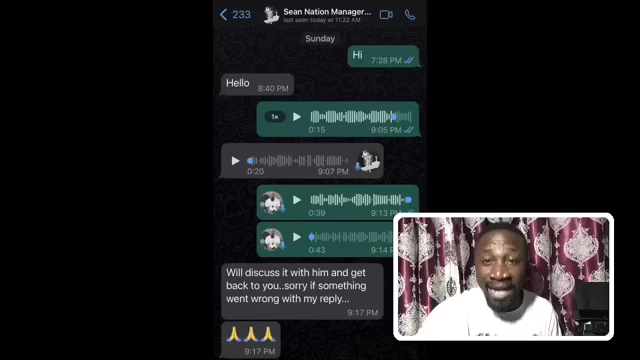 233
Sean Nation Manager...
last seen today at 11:22 AM
Sunday
Hi
7:28 PM
Hello
8:40 PM
1×
0:15 9:05 PM
0:20 9:07 PM
0:39 9:13 PM
0:43 9:14 PM
Will discuss it with him and get
back to you..sorry if something
went wrong with my reply...
9:17 PM
🙏🙏🙏
9:17 PM